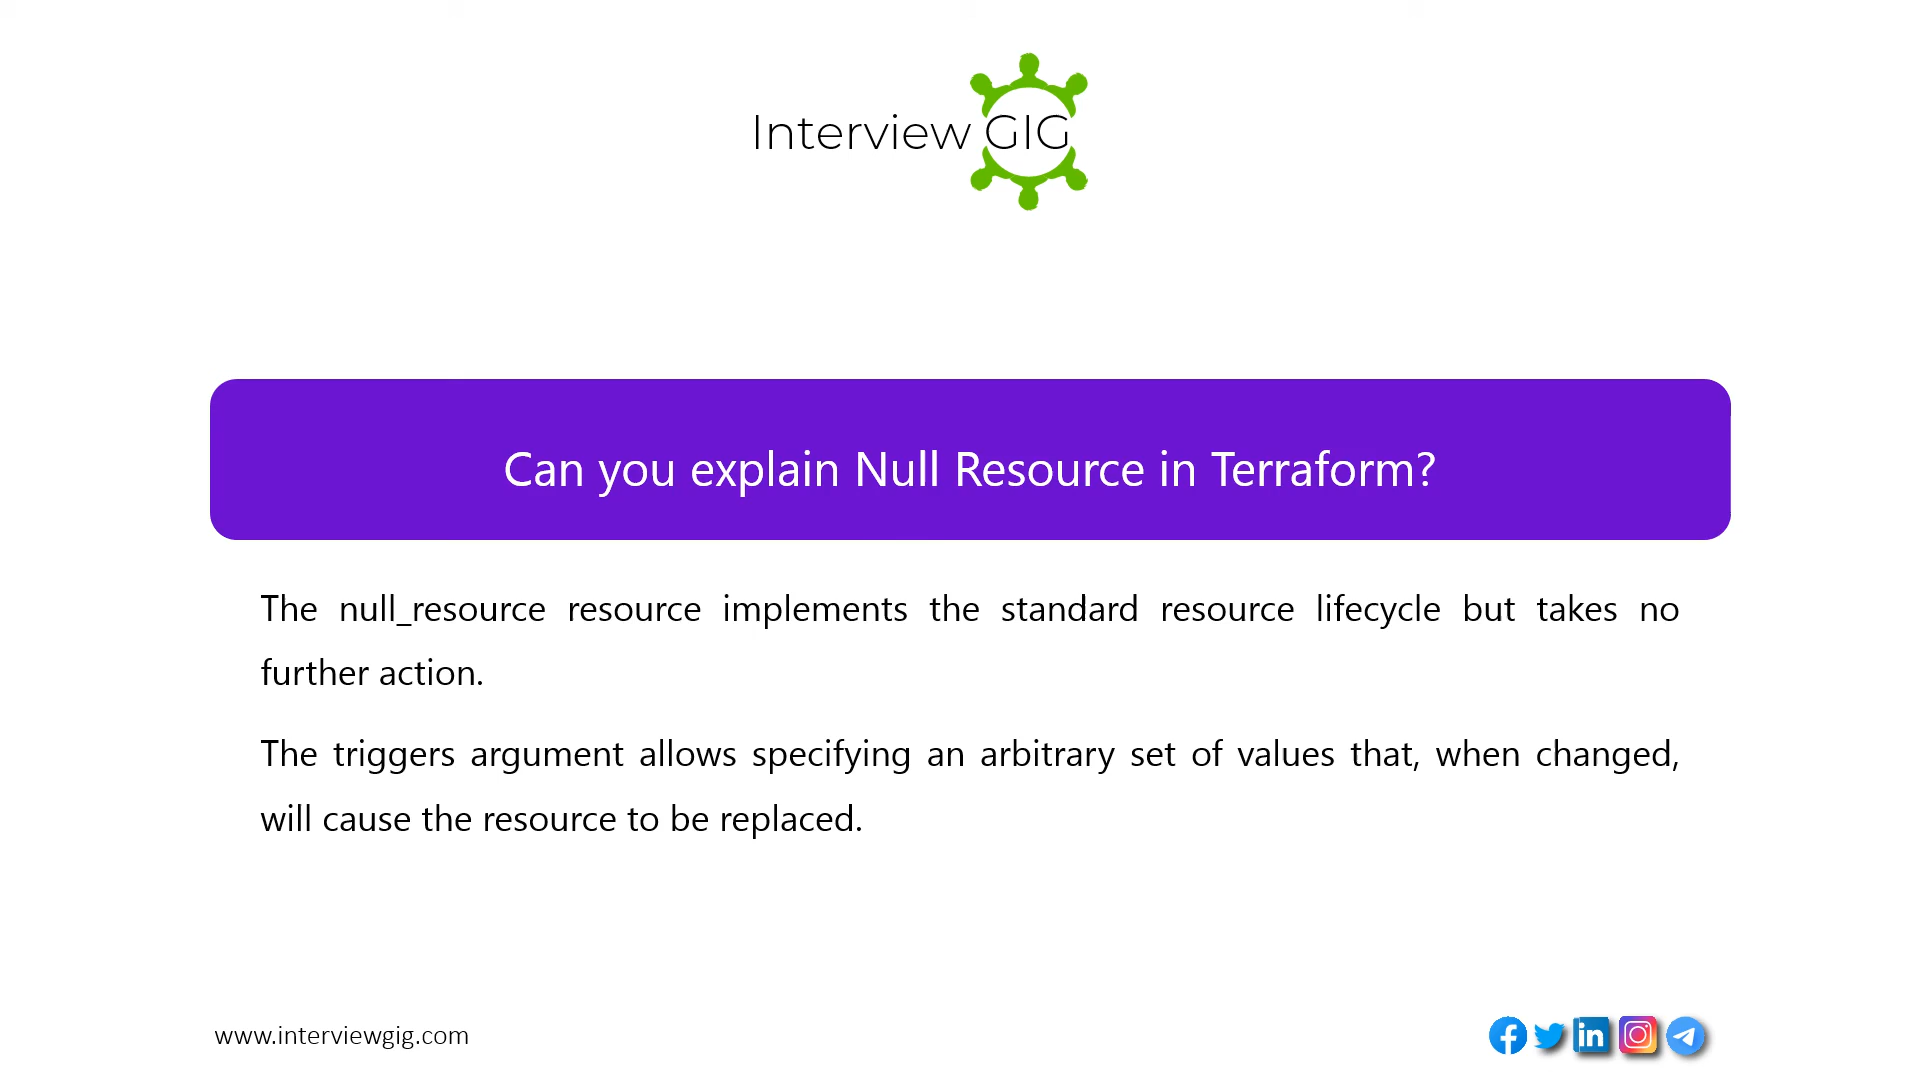 Interview GIG
Can you explain Null Resource in Terraform?
The null_resource resource implements the standard resource lifecycle but takes no
further action.
The triggers argument allows specifying an arbitrary set of values that, when changed,
will cause the resource to be replaced.
www.interviewgig.com
in